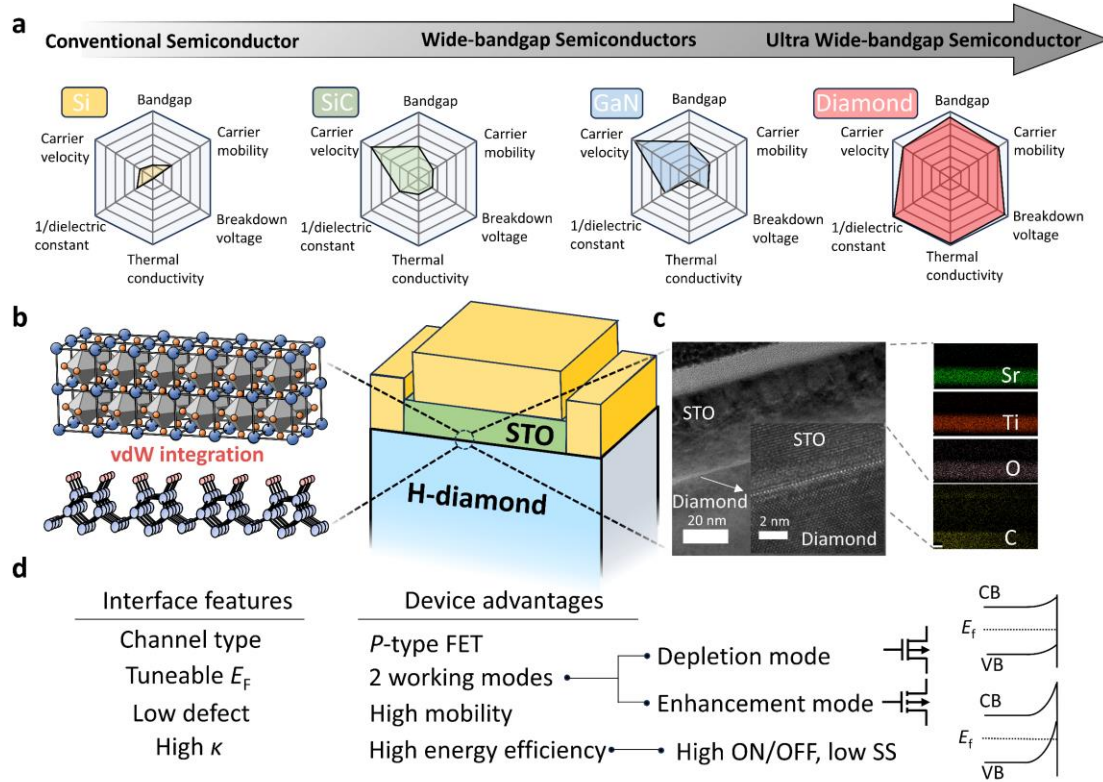 a
Conventional Semiconductor
Wide-bandgap Semiconductors
Ultra Wide-bandgap Semiconductor
Si
Bandgap
Carrier
velocity
Carrier
mobility
1/dielectric
constant
Breakdown
voltage
Thermal
conductivity
SiC
Bandgap
Carrier
velocity
Carrier
mobility
1/dielectric
constant
Breakdown
voltage
Thermal
conductivity
GaN
Bandgap
Carrier
velocity
Carrier
mobility
1/dielectric
constant
Breakdown
voltage
Thermal
conductivity
Diamond
Bandgap
Carrier
velocity
Carrier
mobility
1/dielectric
constant
Breakdown
voltage
Thermal
conductivity
b
vdW integration
STO
H-diamond
c
STO
Diamond
20 nm
STO
2 nm
Diamond
Sr
Ti
O
C
d
Interface features
Channel type
Tuneable EF
Low defect
High κ
Device advantages
P-type FET
2 working modes
High mobility
High energy efficiency
Depletion mode
Enhancement mode
High ON/OFF, low SS
CB
Ef
VB
CB
Ef
VB